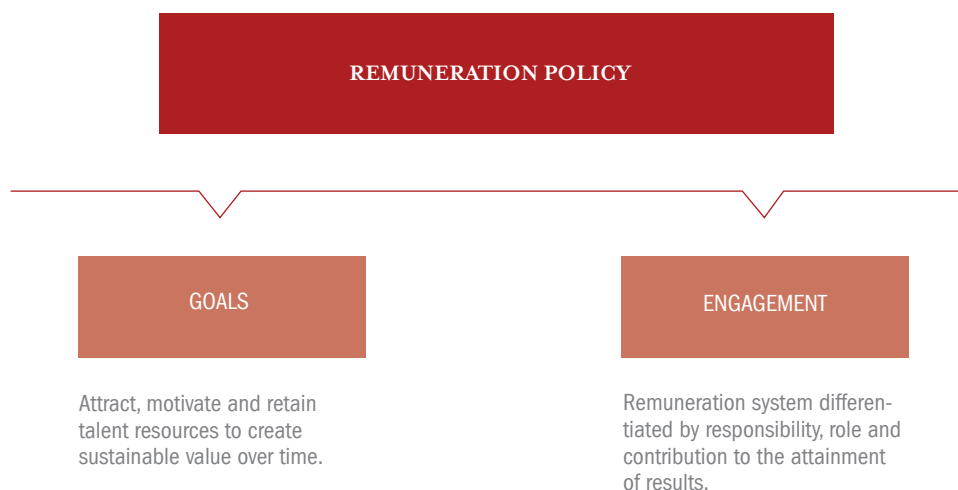 REMUNERATION POLICY
GOALS
Attract, motivate and retain
talent resources to create
sustainable value over time.
ENGAGEMENT
Remuneration system differen-
tiated by responsibility, role and
contribution to the attainment
of results.